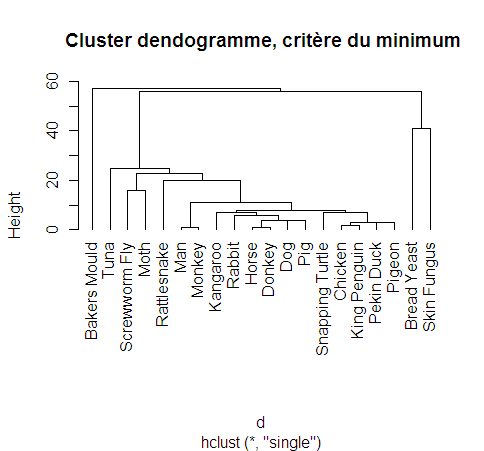 Cluster dendogramme, critère du minimum
Height
0
20
40
60
Bakers Mould
Tuna
Screwworm Fly
Moth
Rattlesnake
Man
Monkey
Kangaroo
Rabbit
Horse
Donkey
Dog
Pig
Snapping Turtle
Chicken
King Penguin
Pekin Duck
Pigeon
Bread Yeast
Skin Fungus
d
hclust (*, "single")